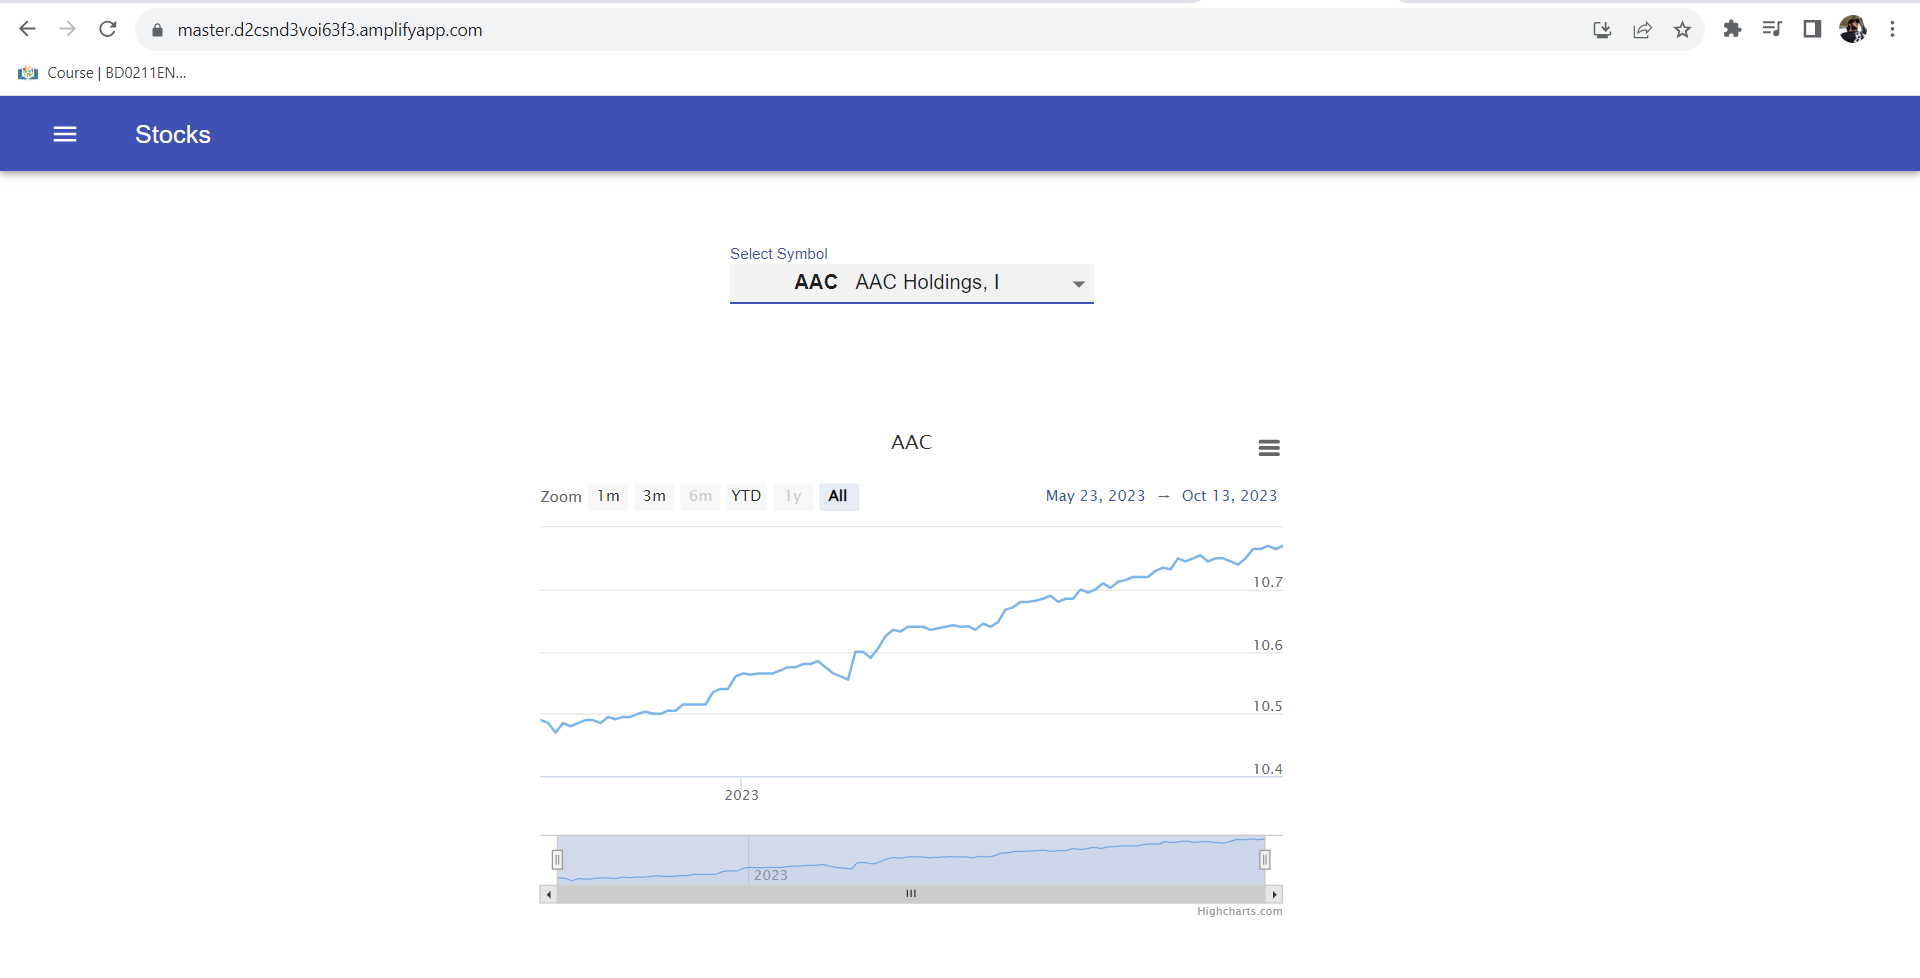 master.d2csnd3voi63f3.amplifyapp.com
Course | BD0211EN...
Stocks
Select Symbol
AAC AAC Holdings, I
AAC
Zoom 1m 3m 6m YTD 1y All May 23, 2023 → Oct 13, 2023
10.7
10.6
10.5
10.4
2023
2023
Highcharts.com